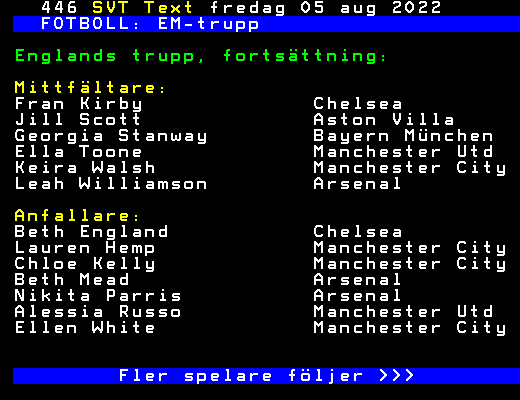 446 SVT Text fredag 05 aug 2022
FOTBOLL: EM-trupp
Englands trupp, fortsättning:
Mittfältare:
Fran Kirby Chelsea
Jill Scott Aston Villa
Georgia Stanway Bayern München
Ella Toone Manchester Utd
Keira Walsh Manchester City
Leah Williamson Arsenal
Anfallare:
Beth England Chelsea
Lauren Hemp Manchester City
Chloe Kelly Manchester City
Beth Mead Arsenal
Nikita Parris Arsenal
Alessia Russo Manchester Utd
Ellen White Manchester City
Fler spelare följer >>>